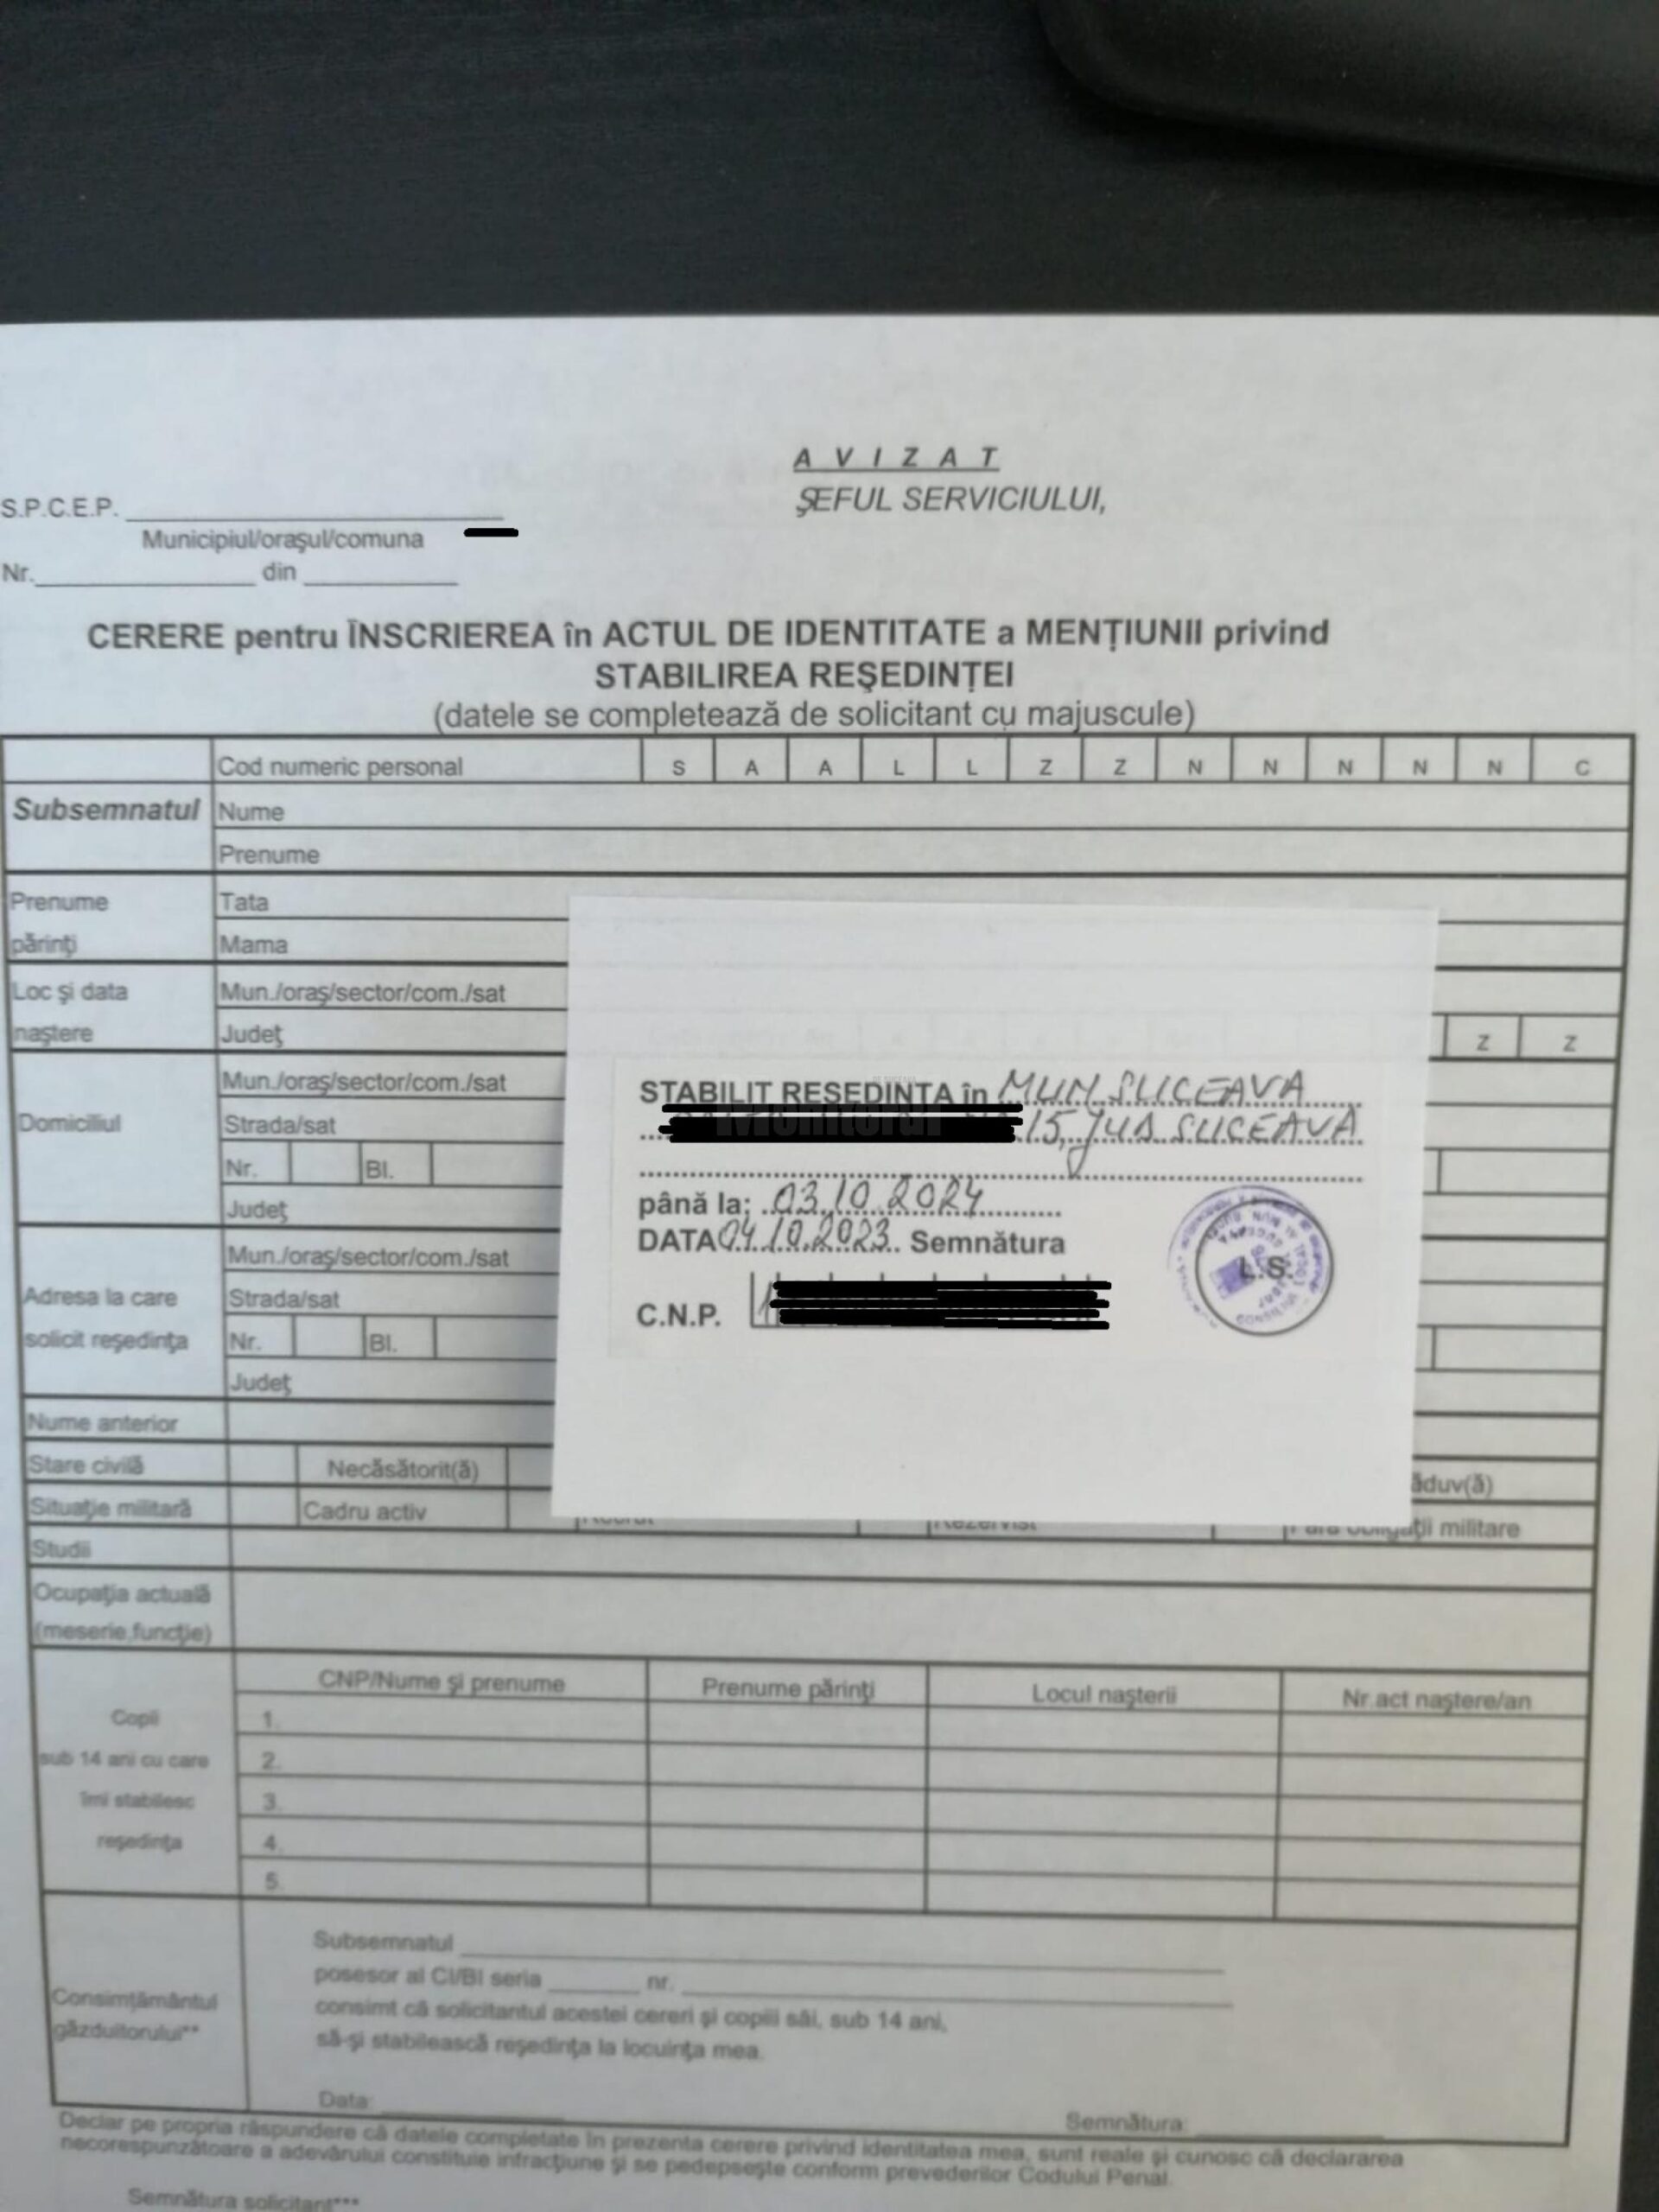 A V I Z A T
ŞEFUL SERVICIULUI,
S.P.C.E.P.
Municipiul/oraşul/comuna
Nr. din
CERERE pentru ÎNSCRIEREA în ACTUL DE IDENTITATE a MENŢIUNII privind
STABILIREA REŞEDINŢEI
(datele se completează de solicitant cu majuscule)
Cod numeric personal S A A L L Z Z N N N N N C
Subsemnatul Nume
Prenume
Prenume Tata
părinţi Mama
Loc şi data Mun./oraş/sector/com./sat
naştere Judeţ Z Z
Mun./oraş/sector/com./sat
Domiciliul Strada/sat
Nr. Bl.
Judeţ
Mun./oraş/sector/com./sat
Adresa la care Strada/sat
solicit reşedinţa Nr. Bl.
Judeţ
STABILIT RESEDINTA în MUN. SUCEAVA
15, JUD. SUCEAVA
până la: 03.10.2024
DATA 04.10.2023. Semnătura
L.S.
C.N.P. 1
Nume anterior
Stare civilă Necăsătorit(ă) ăduv(ă)
Situaţie militară Cadru activ Rezervist Fără obligaţii militare
Studii
Ocupaţia actuală
(meserie,funcţie)
CNP/Nume şi prenume Prenume părinţi Locul naşterii Nr.act naştere/an
Copii 1.
sub 14 ani cu care 2.
îmi stabilesc 3.
reşedinţa 4.
5.
Subsemnatul
posesor al CI/BI seria nr.
Consimţământul consimt că solicitantul acestei cereri şi copiii săi, sub 14 ani,
găzduitorului** să-şi stabilească reşedinţa la locuinţa mea.
Data: Semnătura:
Declar pe propria răspundere că datele completate în prezenta cerere privind identitatea mea, sunt reale şi cunosc că declararea
necorespunzătoare a adevărului constituie infracţiune şi se pedepseşte conform prevederilor Codului Penal.
Semnătura solicitant***